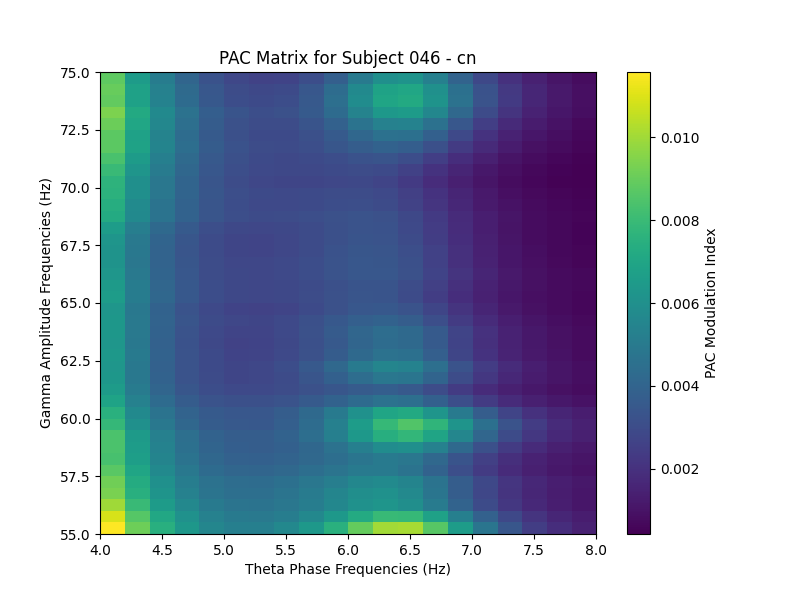 PAC Matrix for Subject 046 - cn
75.0
72.5
70.0
67.5
65.0
62.5
60.0
57.5
55.0
Gamma Amplitude Frequencies (Hz)
4.0 4.5 5.0 5.5 6.0 6.5 7.0 7.5 8.0
Theta Phase Frequencies (Hz)
0.010
0.008
0.006
0.004
0.002
PAC Modulation Index